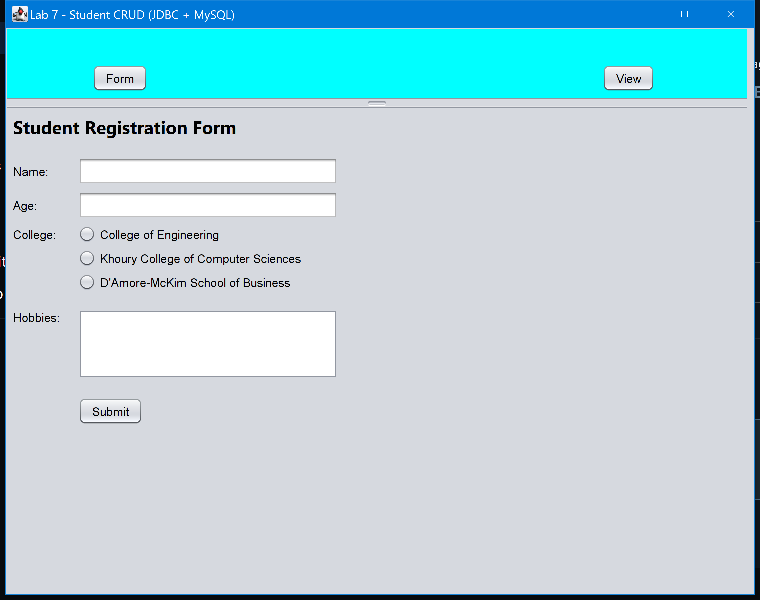 Lab 7 - Student CRUD (JDBC + MySQL)
Form View
Student Registration Form
Name:
Age:
College: College of Engineering
Khoury College of Computer Sciences
D'Amore-McKim School of Business
Hobbies:
Submit